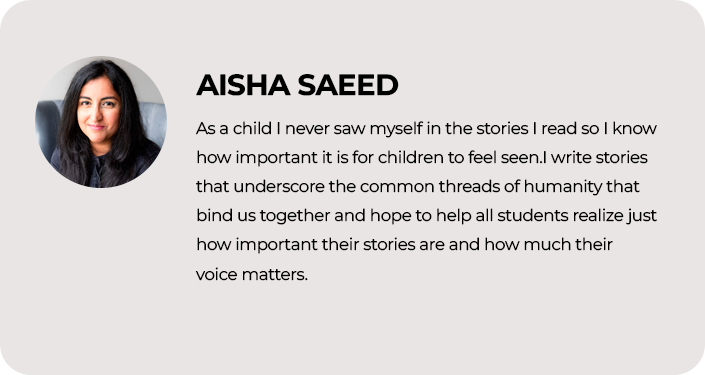 AISHA SAEED
As a child I never saw myself in the stories I read so I know
how important it is for children to feel seen.I write stories
that underscore the common threads of humanity that
bind us together and hope to help all students realize just
how important their stories are and how much their
voice matters.